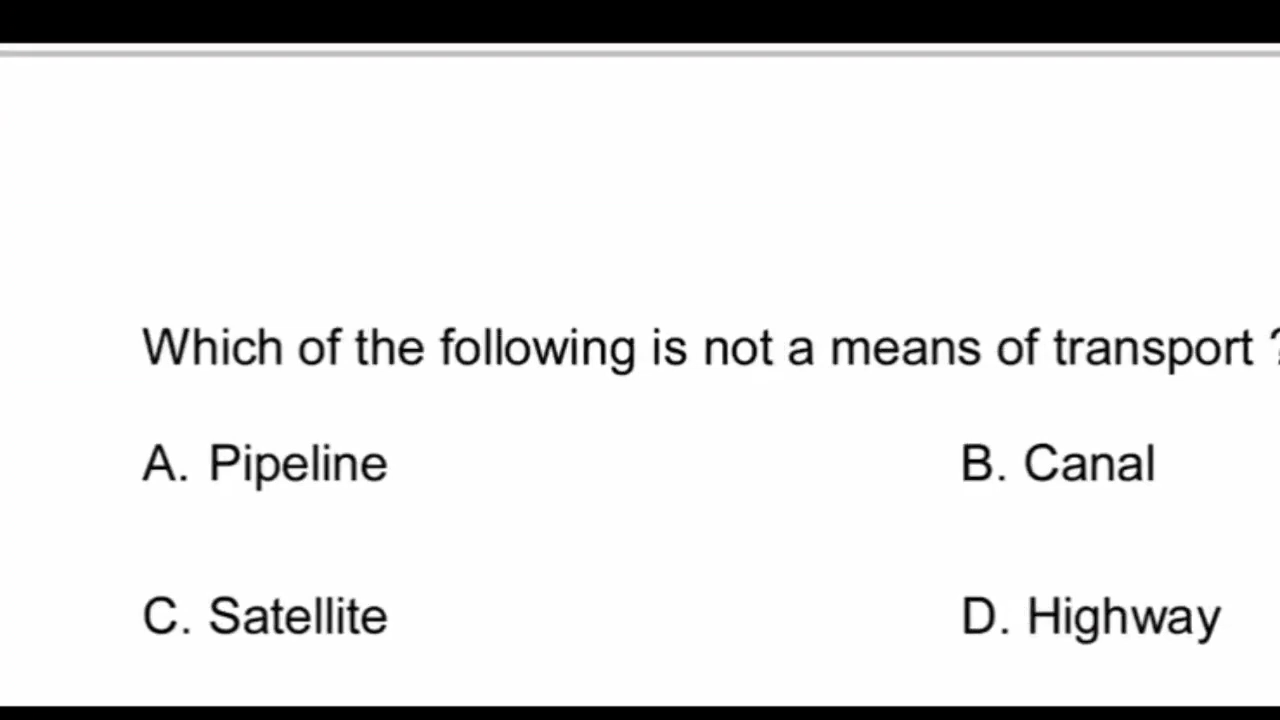 Which of the following is not a means of transport ?
A. Pipeline
B. Canal
C. Satellite
D. Highway